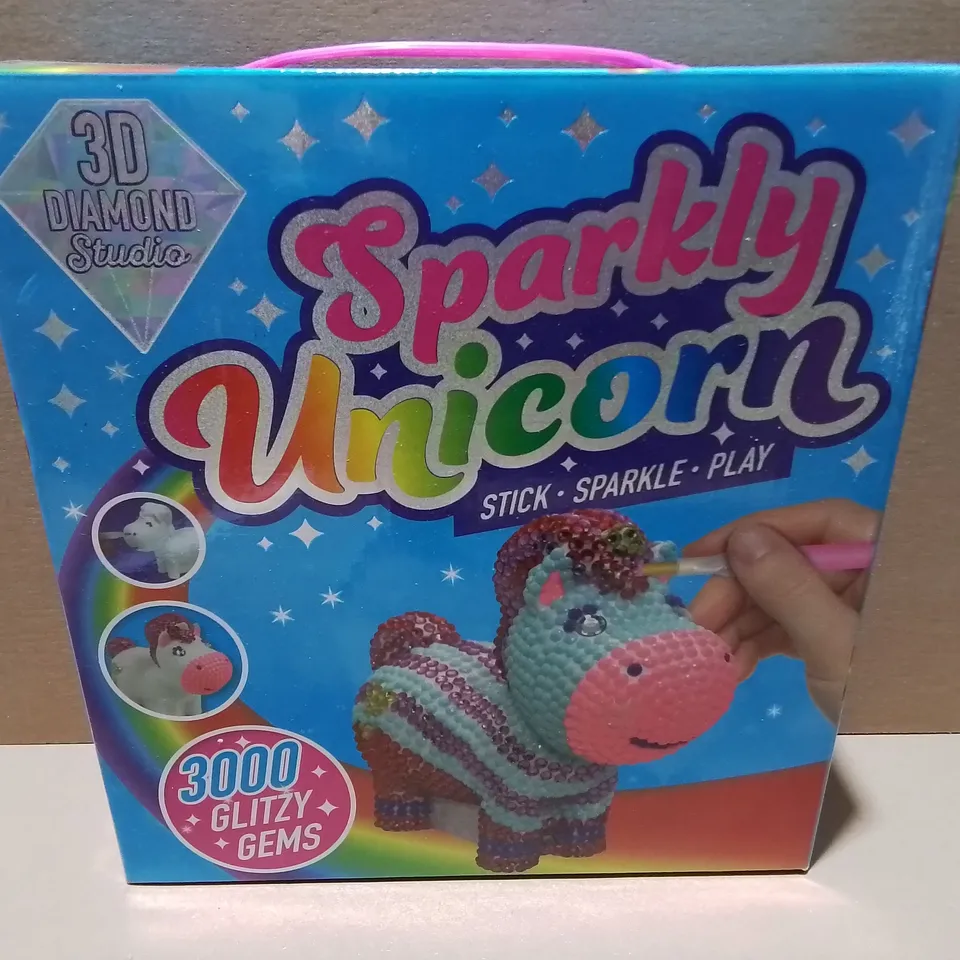 3D
DIAMOND
Studio
Sparkly
Unicorn
STICK · SPARKLE · PLAY
3000
GLITZY
GEMS